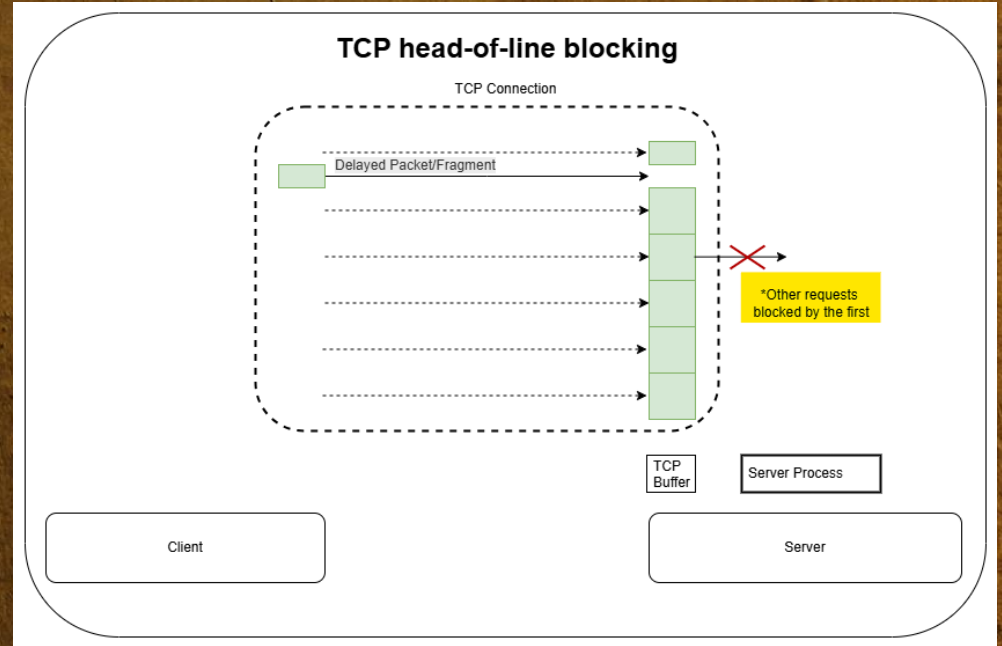 TCP head-of-line blocking
TCP Connection
Delayed Packet/Fragment
*Other requests
blocked by the first
TCP
Buffer
Server Process
Client
Server